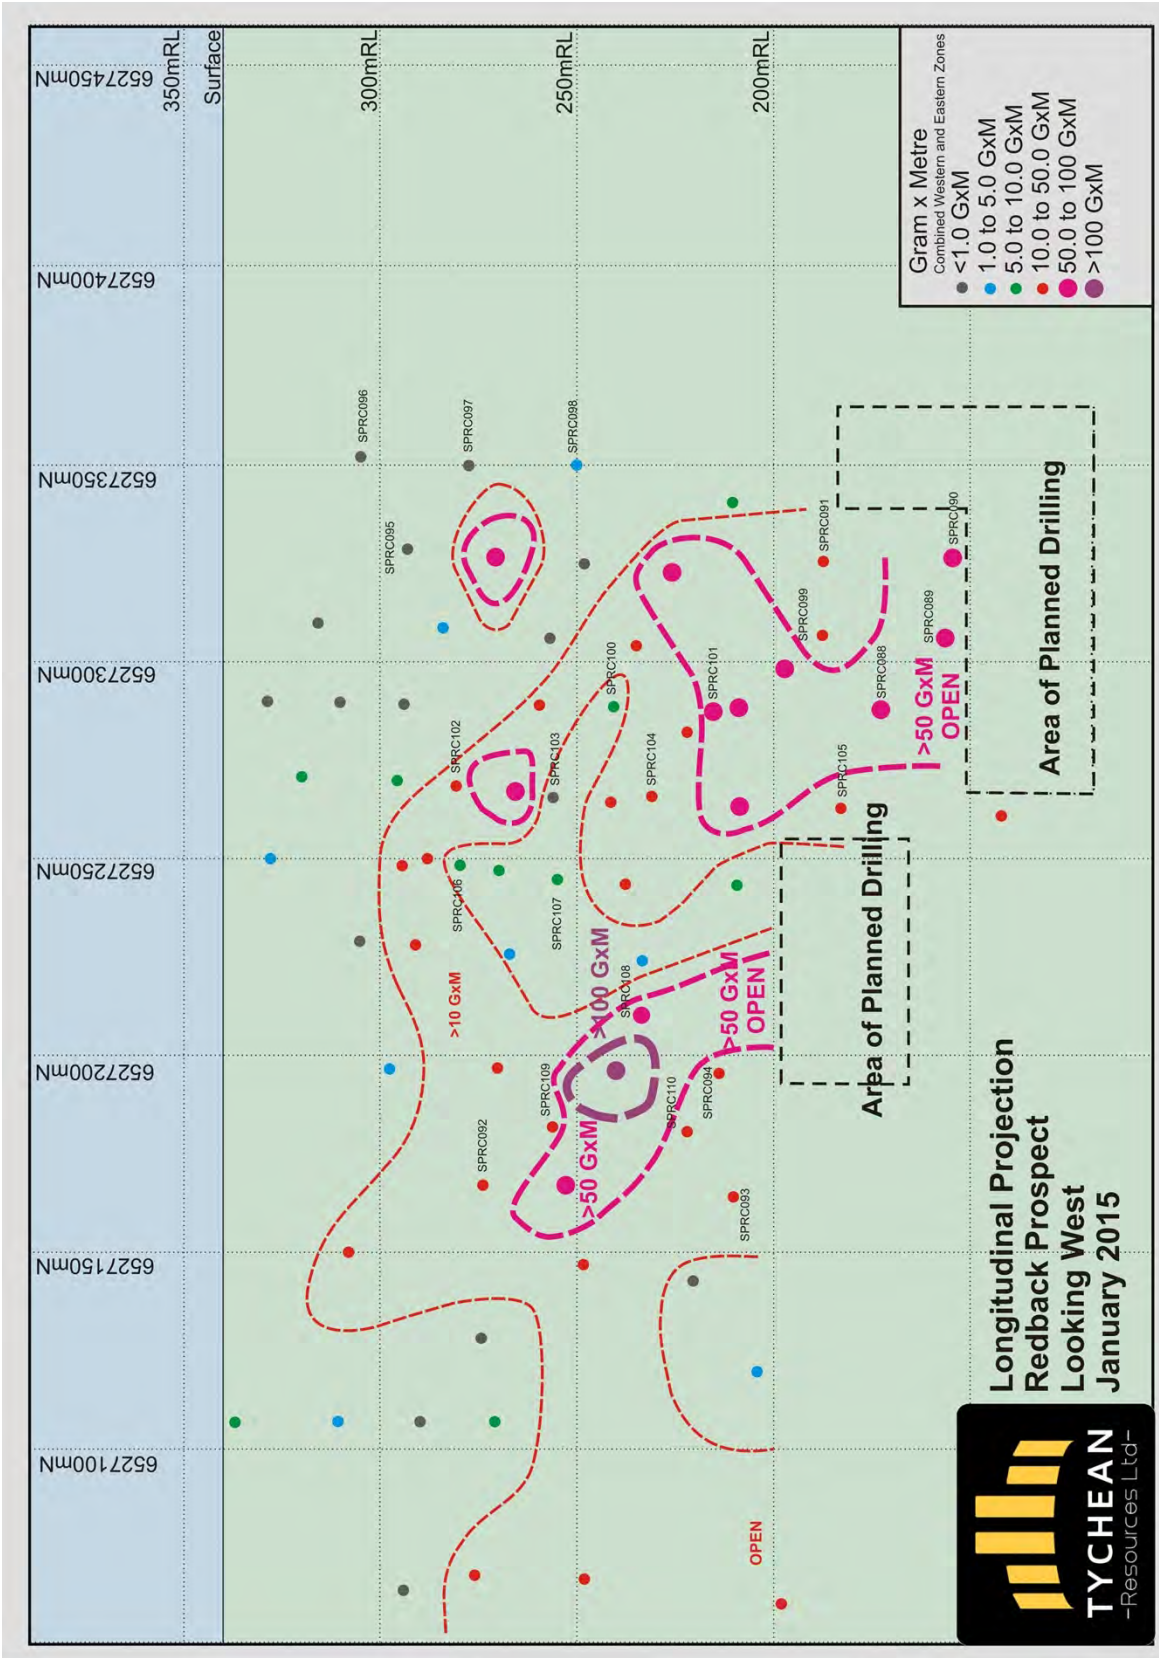 6527450mN
6527400mN
6527350mN
6527300mN
6527250mN
6527200mN
6527150mN
6527100mN
350mRL
Surface
300mRL
250mRL
200mRL
Gram x Metre
Combined Western and Eastern Zones
<1.0 GxM
1.0 to 5.0 GxM
5.0 to 10.0 GxM
10.0 to 50.0 GxM
50.0 to 100 GxM
>100 GxM
SPRC096
SPRC097
SPRC098
SPRC095
SPRC091
SPRC090
SPRC099
SPRC089
SPRC100
SPRC101
SPRC088
SPRC102
SPRC103
SPRC104
SPRC105
>50 GxM
OPEN
Area of Planned Drilling
SPRC106
SPRC107
>10 GxM
>100 GxM
SPRC108
>50 GxM
OPEN
Area of Planned Drilling
SPRC109
SPRC110
SPRC094
SPRC092
>50 GxM
SPRC093
OPEN
Longitudinal Projection
Redback Prospect
Looking West
January 2015
TYCHEAN
-Resources Ltd-